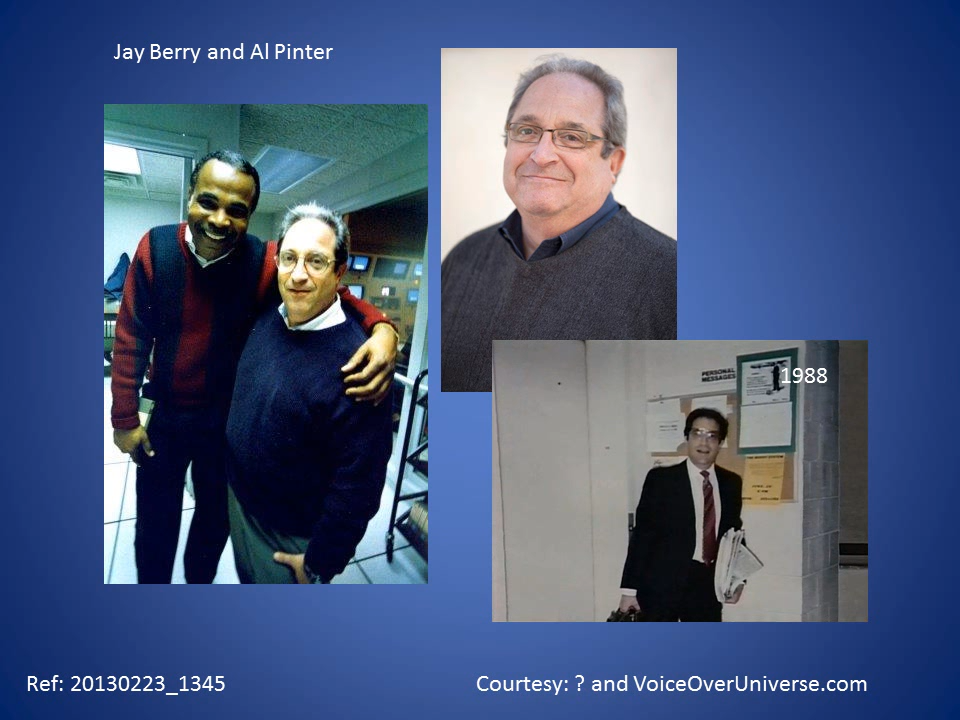 Jay Berry and Al Pinter
PERSONAL
MESSAGES
1988
Ref: 20130223_1345
Courtesy: ? and VoiceOverUniverse.com